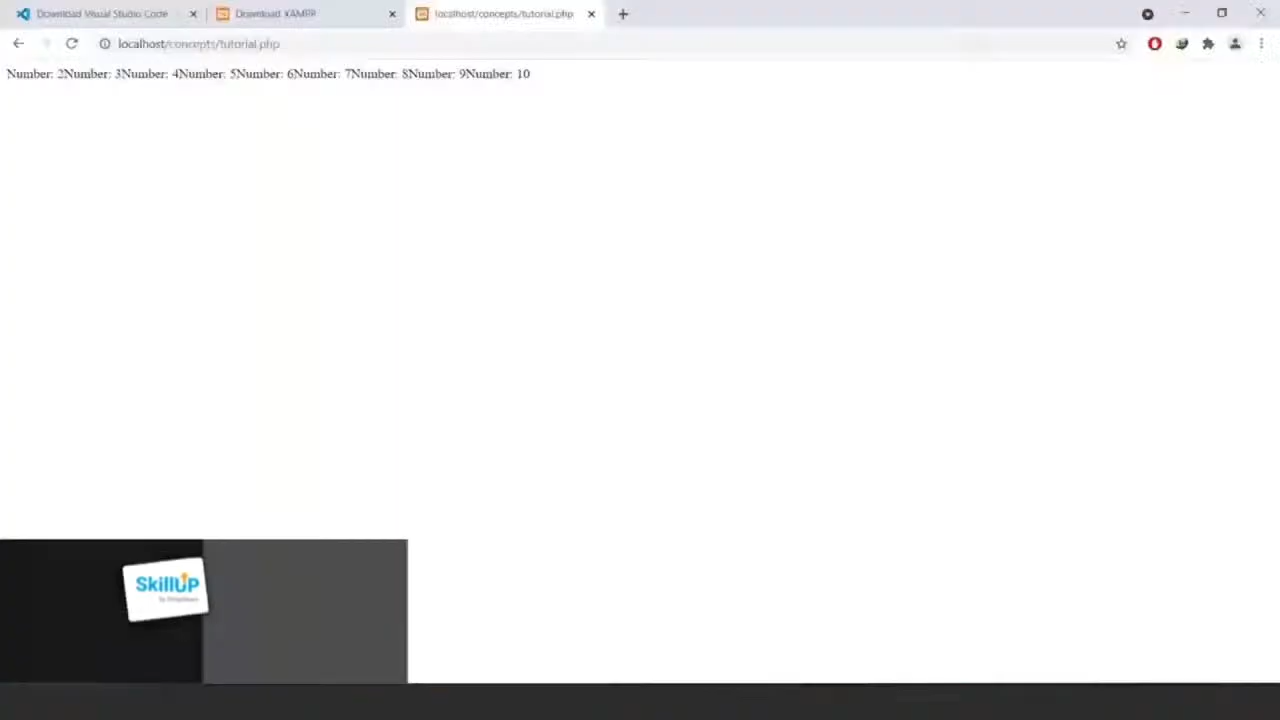 Download Visual Studio Code
Download XAMPP
localhost/concepts/tutorial.php
localhost/concepts/tutorial.php
Number: 2Number: 3Number: 4Number: 5Number: 6Number: 7Number: 8Number: 9Number: 10
SkillUP